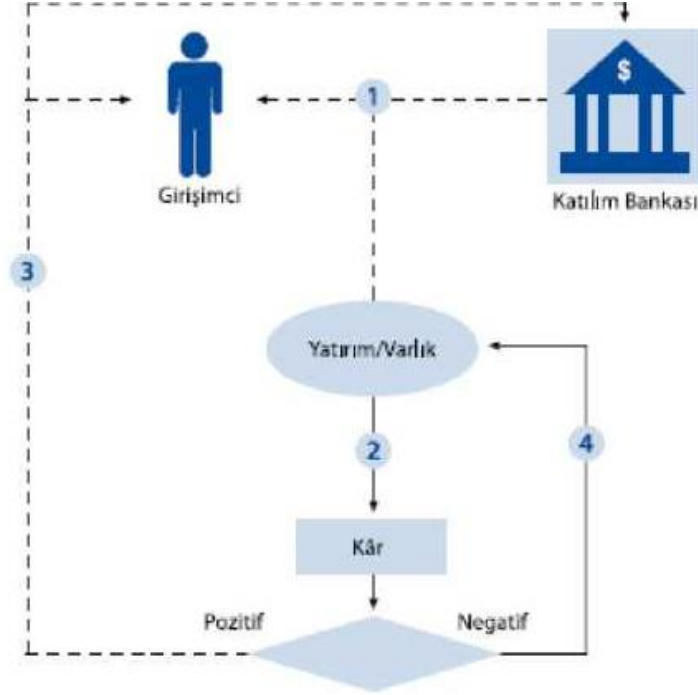 $
1
Girişimci
Katılım Bankası
3
Yatırım/Varlık
2
4
Kâr
Pozitif
Negatif